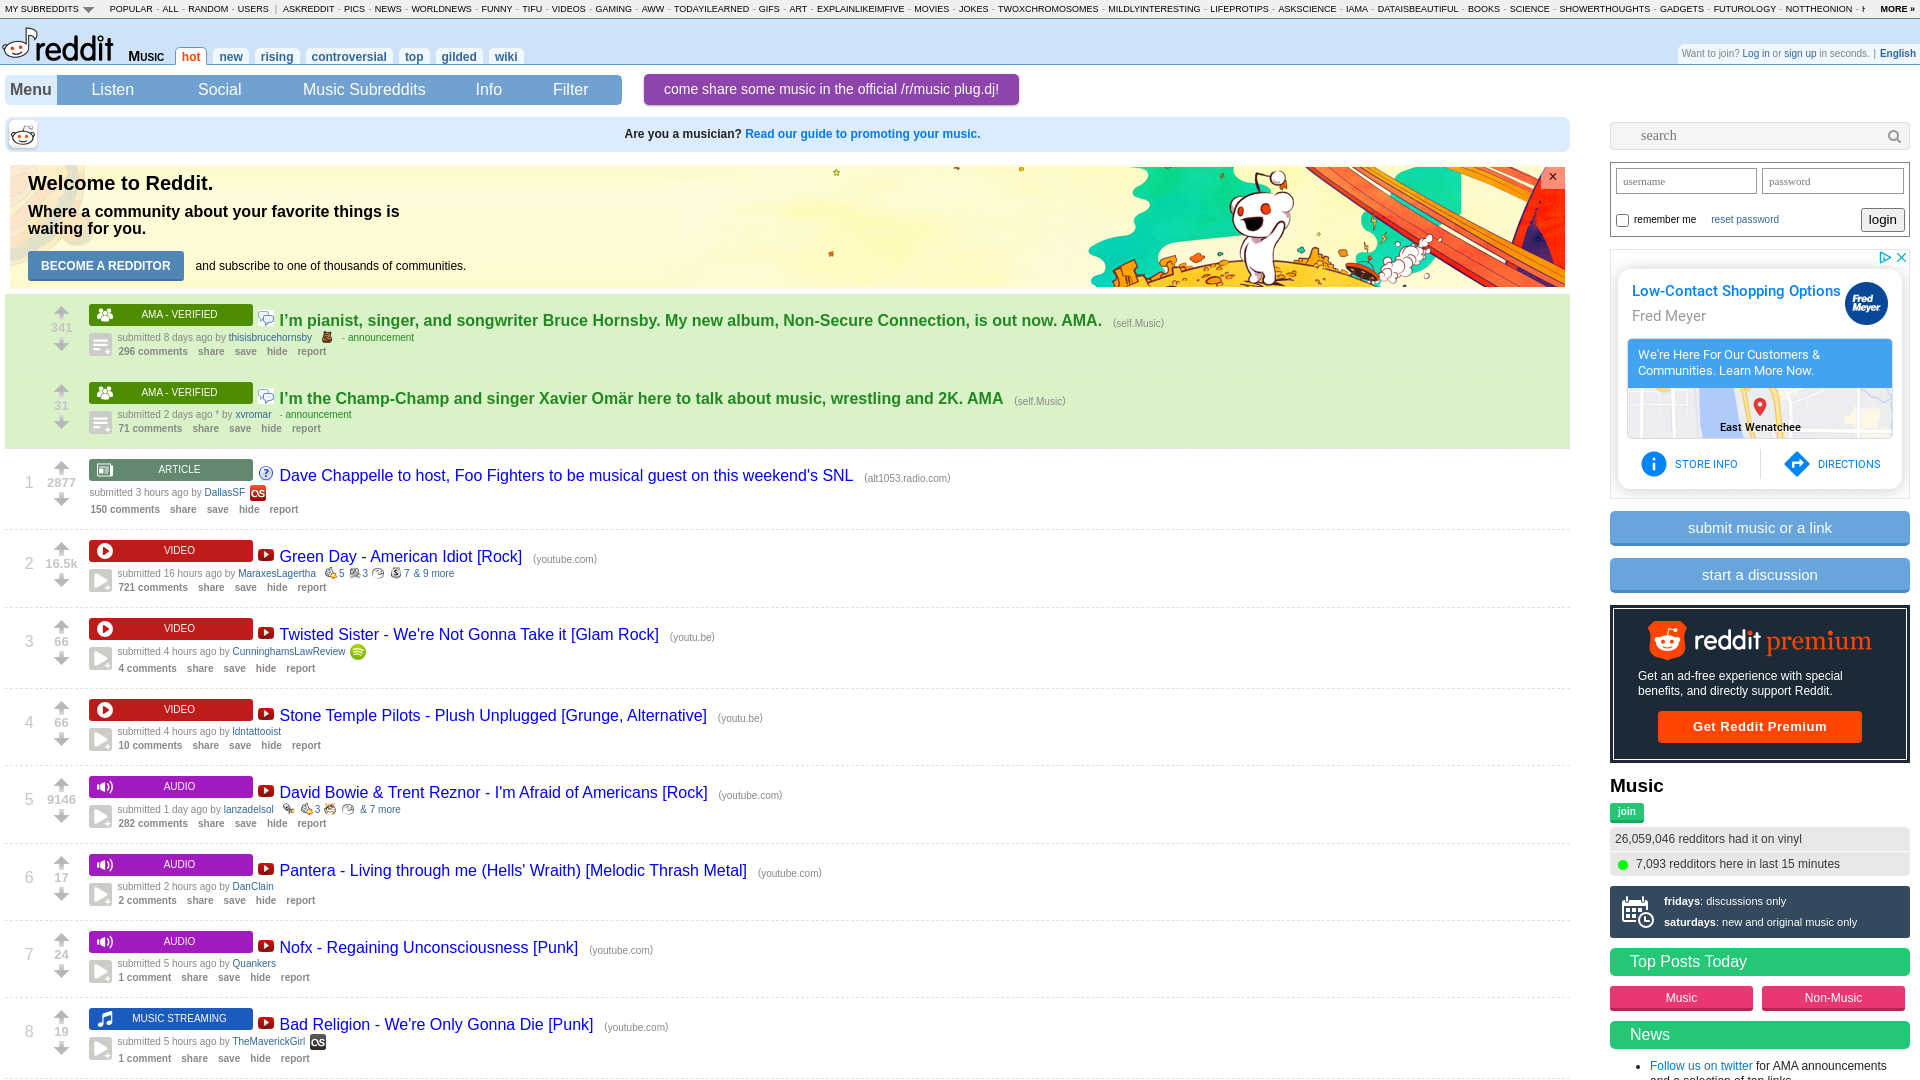 MY SUBREDDITS POPULAR - ALL - RANDOM - USERS | ASKREDDIT - PICS - NEWS - WORLDNEWS - FUNNY - TIFU - VIDEOS - GAMING - AWW - TODAYILEARNED - GIFS - ART - EXPLAINLIKEIMFIVE - MOVIES - JOKES - TWOXCHROMOSOMES - MILDLYINTERESTING - LIFEPROTIPS - ASKSCIENCE - IAMA - DATAISBEAUTIFUL - BOOKS - SCIENCE - SHOWERTHOUGHTS - GADGETS - FUTUROLOGY - NOTTHEONION - MORE »
reddit Music hot new rising controversial top gilded wiki
Want to join? Log in or sign up in seconds. | English
Menu Listen Social Music Subreddits Info Filter
come share some music in the official /r/music plug.dj!
Are you a musician? Read our guide to promoting your music.
Welcome to Reddit.
Where a community about your favorite things is
waiting for you.
BECOME A REDDITOR and subscribe to one of thousands of communities.
×
341
AMA - VERIFIED I'm pianist, singer, and songwriter Bruce Hornsby. My new album, Non-Secure Connection, is out now. AMA. (self.Music)
submitted 8 days ago by thisisbrucehornsby - announcement
296 comments share save hide report
31
AMA - VERIFIED I'm the Champ-Champ and singer Xavier Omär here to talk about music, wrestling and 2K. AMA (self.Music)
submitted 2 days ago * by xvromar - announcement
71 comments share save hide report
1 2877
ARTICLE Dave Chappelle to host, Foo Fighters to be musical guest on this weekend's SNL (alt1053.radio.com)
submitted 3 hours ago by DallasSF
150 comments share save hide report
2 16.5k
VIDEO Green Day - American Idiot [Rock] (youtube.com)
submitted 16 hours ago by MaraxesLagertha 5 3 7 & 9 more
721 comments share save hide report
3 66
VIDEO Twisted Sister - We're Not Gonna Take it [Glam Rock] (youtu.be)
submitted 4 hours ago by CunninghamsLawReview
4 comments share save hide report
4 66
VIDEO Stone Temple Pilots - Plush Unplugged [Grunge, Alternative] (youtu.be)
submitted 4 hours ago by ldntattooist
10 comments share save hide report
5 9146
AUDIO David Bowie & Trent Reznor - I'm Afraid of Americans [Rock] (youtube.com)
submitted 1 day ago by lanzadelsol 3 & 7 more
282 comments share save hide report
6 17
AUDIO Pantera - Living through me (Hells' Wraith) [Melodic Thrash Metal] (youtube.com)
submitted 2 hours ago by DanClain
2 comments share save hide report
7 24
AUDIO Nofx - Regaining Unconsciousness [Punk] (youtube.com)
submitted 5 hours ago by Quankers
1 comment share save hide report
8 19
MUSIC STREAMING Bad Religion - We're Only Gonna Die [Punk] (youtube.com)
submitted 5 hours ago by TheMaverickGirl
1 comment share save hide report
search
username password
remember me reset password login
Low-Contact Shopping Options
Fred Meyer
Fred
Meyer
We're Here For Our Customers &
Communities. Learn More Now.
East Wenatchee
STORE INFO DIRECTIONS
submit music or a link
start a discussion
reddit premium
Get an ad-free experience with special
benefits, and directly support Reddit.
Get Reddit Premium
Music
join
26,059,046 redditors had it on vinyl
7,093 redditors here in last 15 minutes
fridays: discussions only
saturdays: new and original music only
Top Posts Today
Music Non-Music
News
• Follow us on twitter for AMA announcements
and a selection of top links